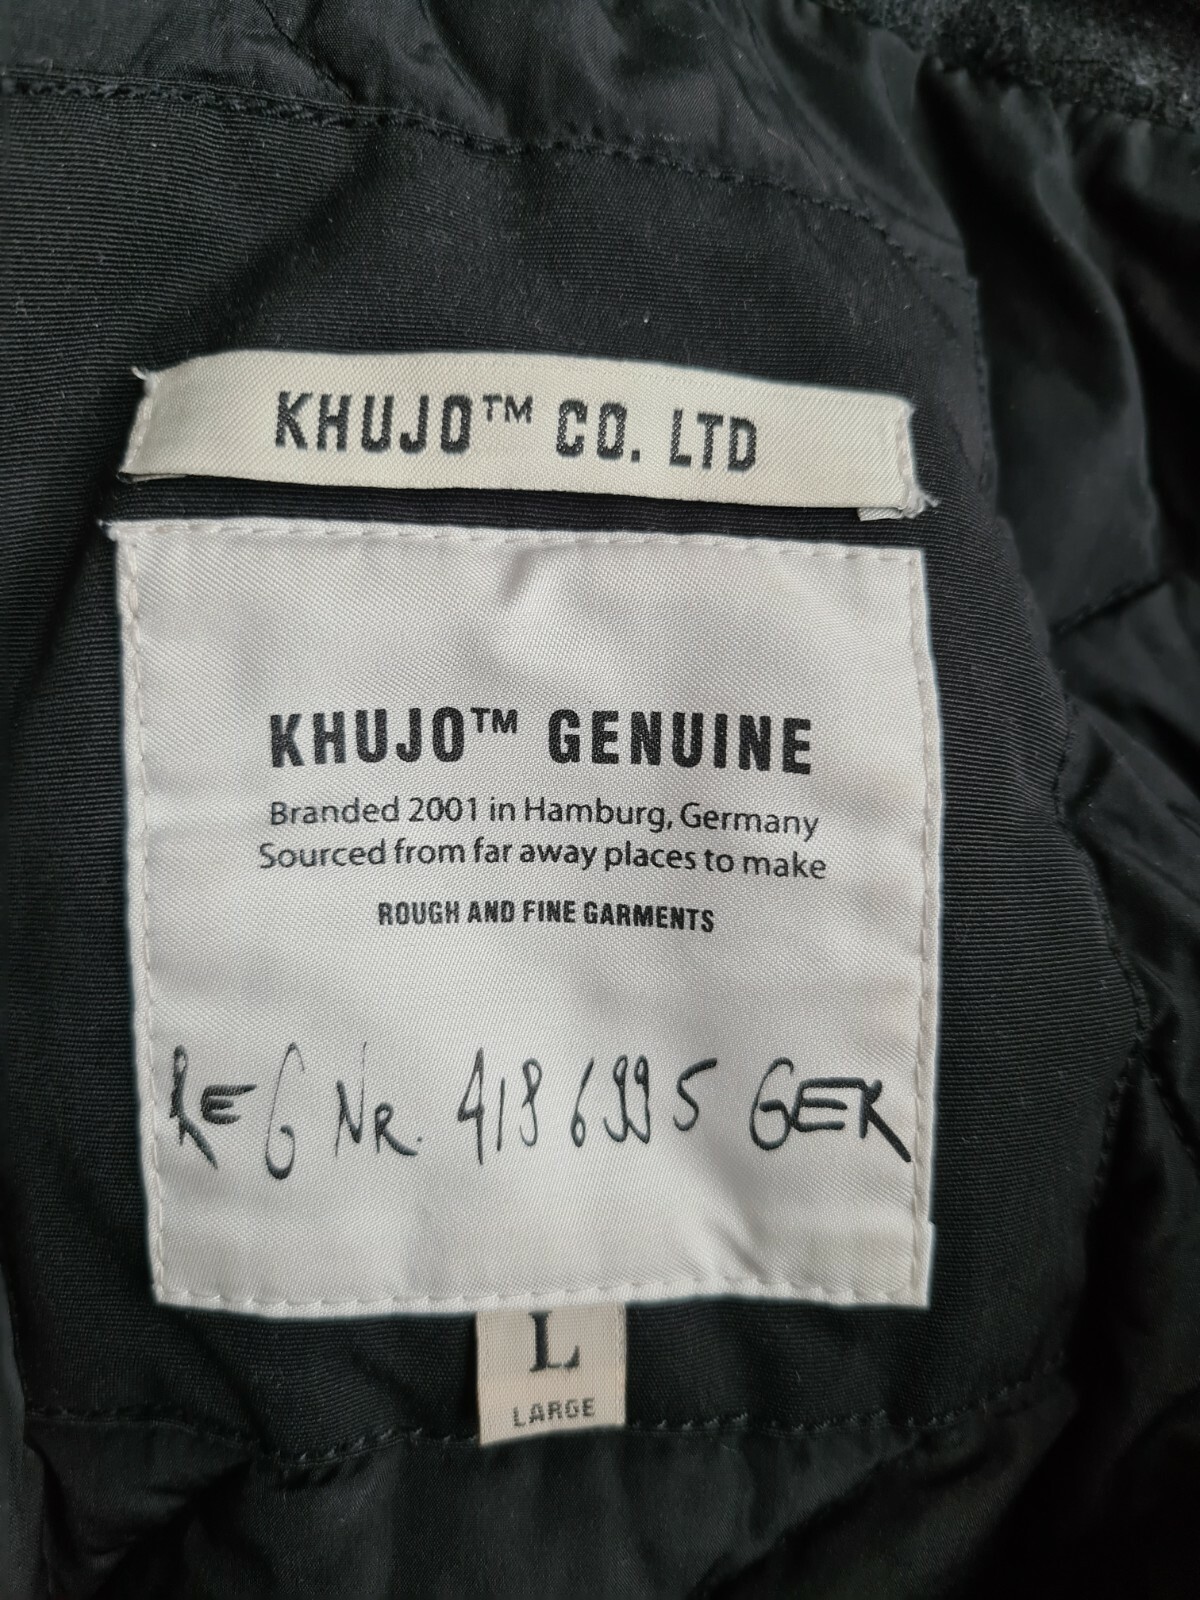 KHUJO™ CO. LTD
KHUJO™ GENUINE
Branded 2001 in Hamburg, Germany
Sourced from far away places to make
ROUGH AND FINE GARMENTS
REG NR. 4186995 GER
L
LARGE